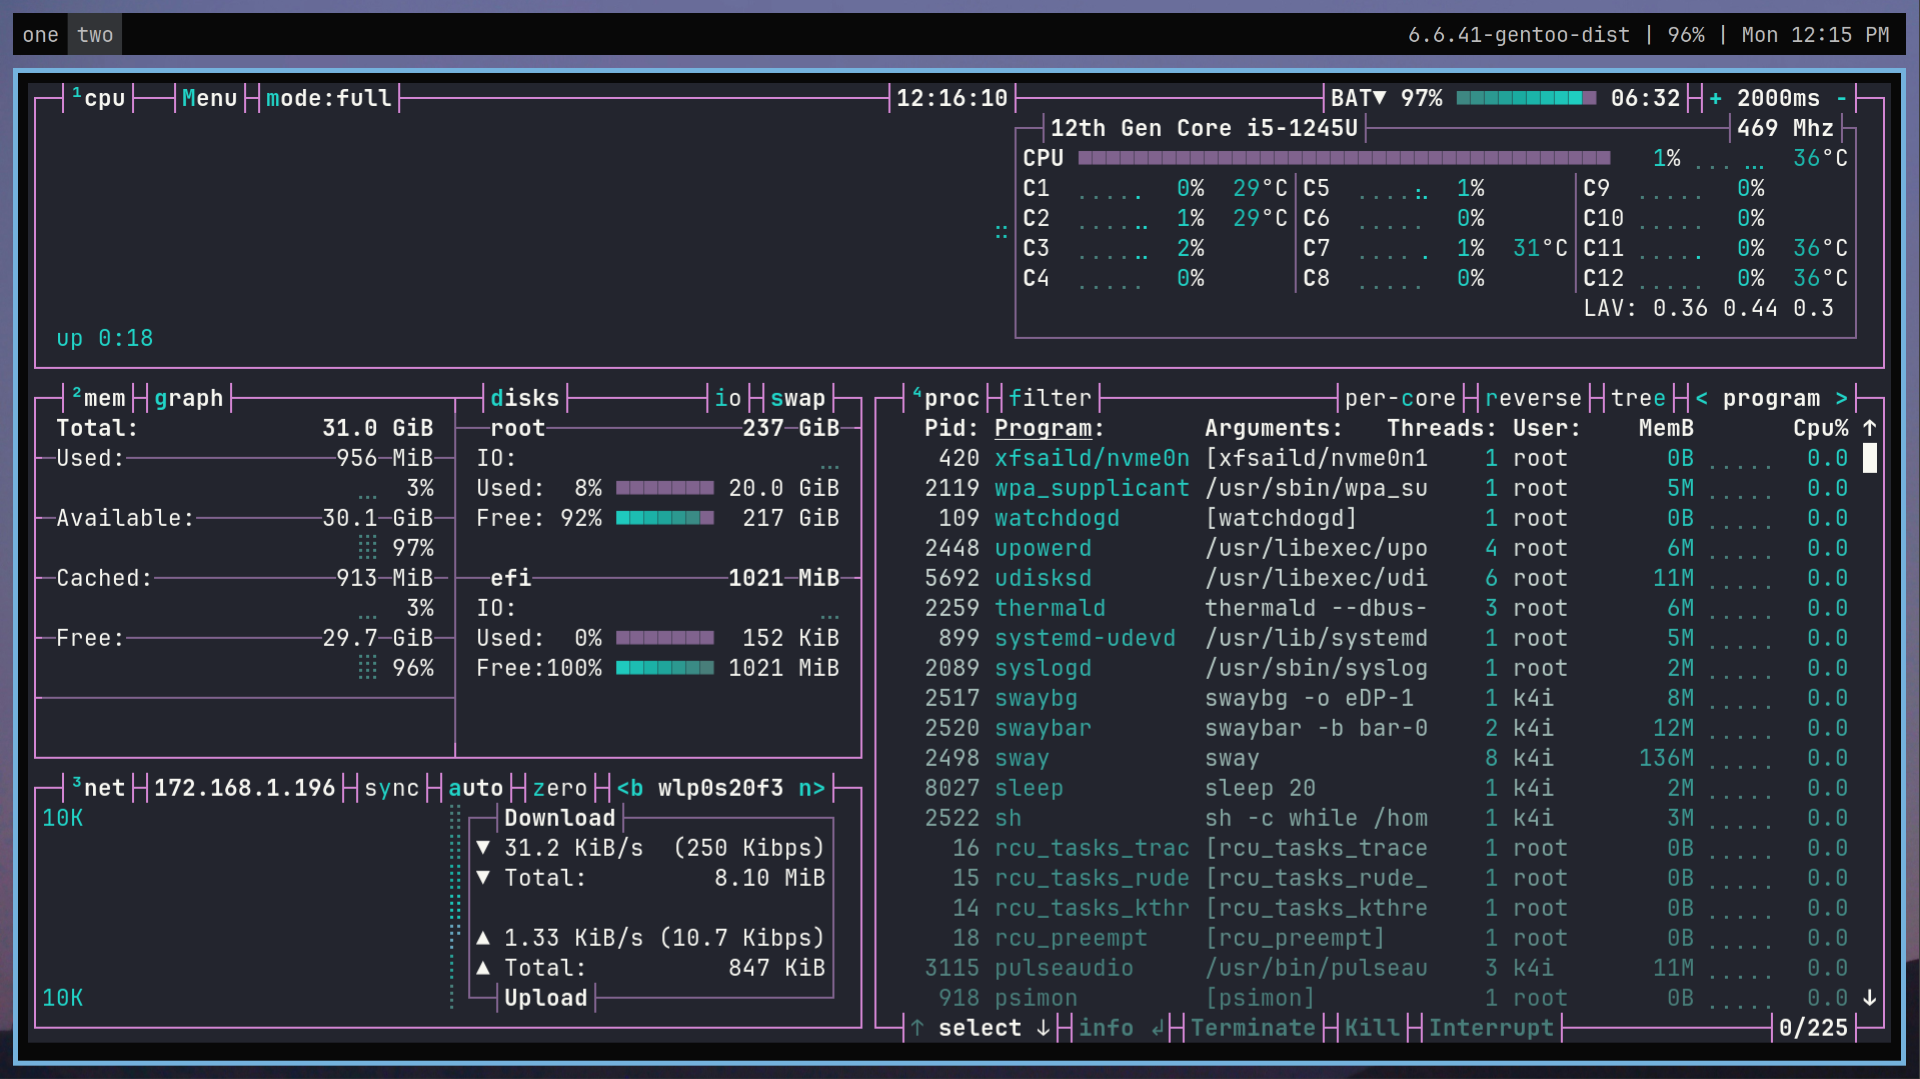 one two 6.6.41-gentoo-dist | 96% | Mon 12:15 PM
¹cpu Menu mode:full 12:16:10 BAT▼ 97% 06:32 + 2000ms -
12th Gen Core i5-1245U 469 Mhz
CPU 1% 36°C
C1 0% 29°C C5 1% C9 0%
C2 1% 29°C C6 0% C10 0%
C3 2% C7 1% 31°C C11 0% 36°C
C4 0% C8 0% C12 0% 36°C
LAV: 0.36 0.44 0.3
up 0:18
²mem graph disks io swap
Total: 31.0 GiB
Used: 956 MiB
3%
Available: 30.1 GiB
97%
Cached: 913 MiB
3%
Free: 29.7 GiB
96%
root 237 GiB
IO:
Used: 8% 20.0 GiB
Free: 92% 217 GiB
efi 1021 MiB
IO:
Used: 0% 152 KiB
Free:100% 1021 MiB
³net 172.168.1.196 sync auto zero <b wlp0s20f3 n>
10K
Download
▼ 31.2 KiB/s (250 Kibps)
▼ Total: 8.10 MiB
▲ 1.33 KiB/s (10.7 Kibps)
▲ Total: 847 KiB
10K
Upload
⁴proc filter per-core reverse tree < program >
Pid: Program: Arguments: Threads: User: MemB Cpu% ↑
420 xfsaild/nvme0n [xfsaild/nvme0n1 1 root 0B 0.0
2119 wpa_supplicant /usr/sbin/wpa_su 1 root 5M 0.0
109 watchdogd [watchdogd] 1 root 0B 0.0
2448 upowerd /usr/libexec/upo 4 root 6M 0.0
5692 udisksd /usr/libexec/udi 6 root 11M 0.0
2259 thermald thermald --dbus- 3 root 6M 0.0
899 systemd-udevd /usr/lib/systemd 1 root 5M 0.0
2089 syslogd /usr/sbin/syslog 1 root 2M 0.0
2517 swaybg swaybg -o eDP-1 1 k4i 8M 0.0
2520 swaybar swaybar -b bar-0 2 k4i 12M 0.0
2498 sway sway 8 k4i 136M 0.0
8027 sleep sleep 20 1 k4i 2M 0.0
2522 sh sh -c while /hom 1 k4i 3M 0.0
16 rcu_tasks_trac [rcu_tasks_trace 1 root 0B 0.0
15 rcu_tasks_rude [rcu_tasks_rude_ 1 root 0B 0.0
14 rcu_tasks_kthr [rcu_tasks_kthre 1 root 0B 0.0
18 rcu_preempt [rcu_preempt] 1 root 0B 0.0
3115 pulseaudio /usr/bin/pulseau 3 k4i 11M 0.0
918 psimon [psimon] 1 root 0B 0.0 ↓
↑ select ↓ info ↲ Terminate Kill Interrupt 0/225